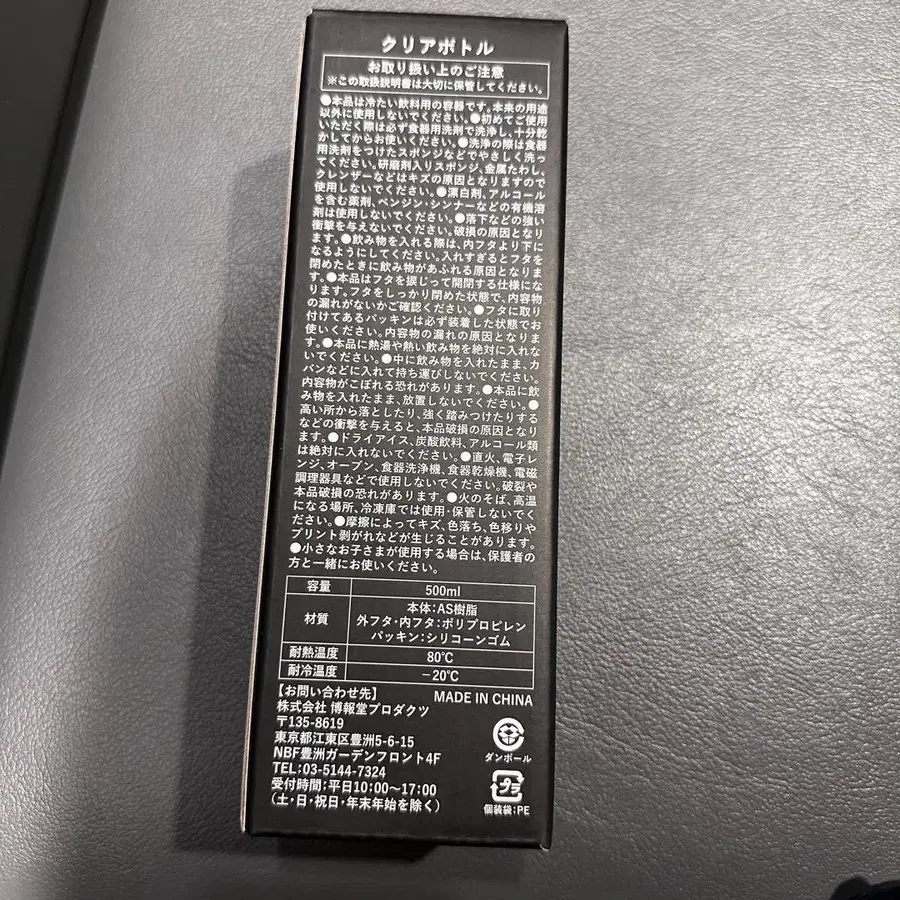 クリアボトル
お取り扱い上のご注意
※この取扱説明書は大切に保管してください。
●本品は冷たい飲料用の容器です。本来の用途
以外に使用しないでください。●初めてご使用
いただく際は必ず食器用洗剤で洗浄し、十分乾
かしてからお使いください。●洗浄の際は食器
用洗剤をつけたスポンジなどでやさしく洗っ
てください。研磨剤入りスポンジ、金属たわし、
クレンザーなどはキズの原因となりますので
使用しないでください。●漂白剤、アルコール
を含む薬剤、ベンジン・シンナーなどの有機溶
剤は使用しないでください。●落下などの強い
衝撃を与えないでください。破損の原因となり
ます。●飲み物を入れる際は、内フタより下に
なるようにしてください。入れすぎるとフタを
閉めたときに飲み物があふれる原因となりま
す。●本品はフタを捩じって開閉する仕様にな
ります。フタをしっかり閉めた状態で、内容物
の漏れがないかご確認ください。●フタに取り
付けてあるパッキンは必ず装着した状態でお
使いください。内容物の漏れの原因となりま
す。●本品に熱湯や熱い飲み物を絶対に入れな
いでください。●中に飲み物を入れたまま、カ
バンなどに入れて持ち運びしないでください。
内容物がこぼれる恐れがあります。●本品に飲
み物を入れたまま、放置しないでください。●
高い所から落としたり、強く踏みつけたりする
などの衝撃を与えると、本品破損の原因となり
ます。●ドライアイス、炭酸飲料、アルコール類
は絶対に入れないでください。●直火、電子レ
ンジ、オーブン、食器洗浄機、食器乾燥機、電磁
調理器具などで使用しないでください。破裂や
本品破損の恐れがあります。●火のそば、高温
になる場所、冷凍庫では使用・保管しないでく
ださい。●摩擦によってキズ、色落ち、色移りや
プリント剥がれなどが生じることがあります。
●小さなお子さまが使用する場合は、保護者の
方と一緒にお使いください。
容量 500ml
材質 本体:AS樹脂
外フタ・内フタ:ポリプロピレン
パッキン:シリコーンゴム
耐熱温度 80℃
耐冷温度 −20℃
【お問い合わせ先】 MADE IN CHINA
株式会社 博報堂プロダクツ
〒135-8619
東京都江東区豊洲5-6-15
NBF豊洲ガーデンフロント4F
TEL:03-5144-7324
受付時間:平日10:00〜17:00
(土・日・祝日・年末年始を除く)
ダンボール
プラ
個装袋:PE